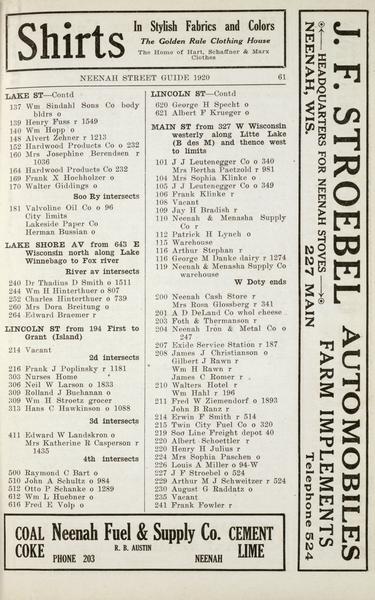 Shirts
In Stylish Fabrics and Colors
The Golden Rule Clothing House
The Home of Hart, Schaffner & Marx
Clothes
NEENAH STREET GUIDE 1920 61
LAKE ST—Contd
137 Wm Sindahl Sons Co body
bldrs o
139 Henry Fuss r 1549
140 Wm Hopp o
148 Alvert Zehner r 1213
152 Hardwood Products Co o 232
160 Mrs Josephine Berendsen r
1036
164 Hardwood Products Co 232
169 Frank X Hochholzer o
170 Walter Giddings o
Soo Ry intersects
181 Valvoline Oil Co o 96
City limits
Lakeside Paper Co
Herman Russian o
LAKE SHORE AV from 643 E
Wisconsin north along Lake
Winnebago to Fox river
River av intersects
240 Dr Thadius D Smith o 1511
244 Wm H Hinterthuer o 807
252 Charles Hinterthuer o 739
260 Mrs Dora Breitung o
264 Edward Braemer r
LINCOLN ST from 194 First to
Grant (Island)
214 Vacant
2d intersects
216 Frank J Poplinsky r 1181
303 Nurses Home
306 Neil W Larson o 1833
309 Rolland J Buchanan o
309 Wm H Stroetz grocer
313 Hans C Hawkinson o 1088
3d intersects
411 Edward W Landskron o
Mrs Katherine R Casperson r
1435
4th intersects
500 Raymond C Bart o
510 John A Schultz o 984
512 Otto P Schanke o 1289
612 Wm L Huebner o
616 Fred E Volp o
LINCOLN ST—Contd
620 George H Specht o
621 Albert F Krueger o
MAIN ST from 327 W Wisconsin
westerly along Litte Lake
(B des M) and thence west
to limits
101 J J Leutenegger Co o 340
Mrs Bertha Paetzold r 981
104 Mrs Sophia Klinke o
105 J J Leutenegger Co o 349
106 Frank Klinke r
108 Vacant
109 Jay H Bradish r
110 Neenah & Menasha Supply
Co r
112 Patrick H Lynch o
115 Warehouse
116 Arthur Stephan r
116 George M Danke dairy r 1274
119 Neenah & Menasha Supply Co
warehouse
W Doty ends
200 Neenah Cash Store r
Mrs Rosa Glossberg r 341
201 A D DeLand Co whol cheese
203 Foth & Thermanson r
204 Neenah Iron & Metal Co o
247
207 Exide Service Station r 187
208 James J Christianson o
Gilbert J Rawn r
Wm H Rawn r
James C Romer r
210 Walters Hotel r
Wm Hahl r 196
211 Fred W Ziemendorf o 1893
John B Ranz r
214 Erwin F Smith r 514
215 Twin City Fuel Co o 320
219 Soo Line Freight depot 40
220 Albert Schoettler r
220 Henry H Julius r
224 Mrs Sophia Paschen o
226 Louis A Miller o 94-W
227 J F Stroebel o 524
229 Arthur M J Schweitzer r 524
230 August G Raddatz o
235 Vacant
241 Frank Fowler r
J. F. STROEBEL AUTOMOBILES
HEADQUARTERS FOR NEENAH STOVES FARM IMPLEMENTS
NEENAH, WIS. 227 MAIN Telephone 524
COAL Neenah Fuel & Supply Co. CEMENT
COKE R. B. AUSTIN LIME
PHONE 203 NEENAH